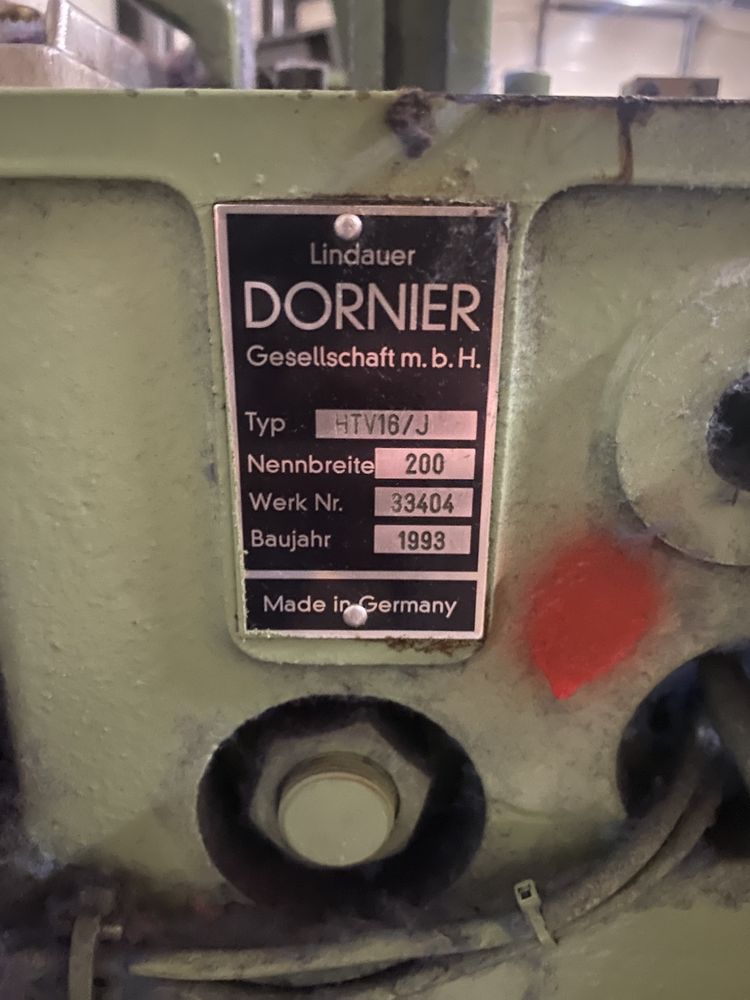 Lindauer
DORNIER
Gesellschaft m.b.H.
Typ HTV16/J
Nennbreite 200
Werk Nr. 33404
Baujahr 1993
Made in Germany